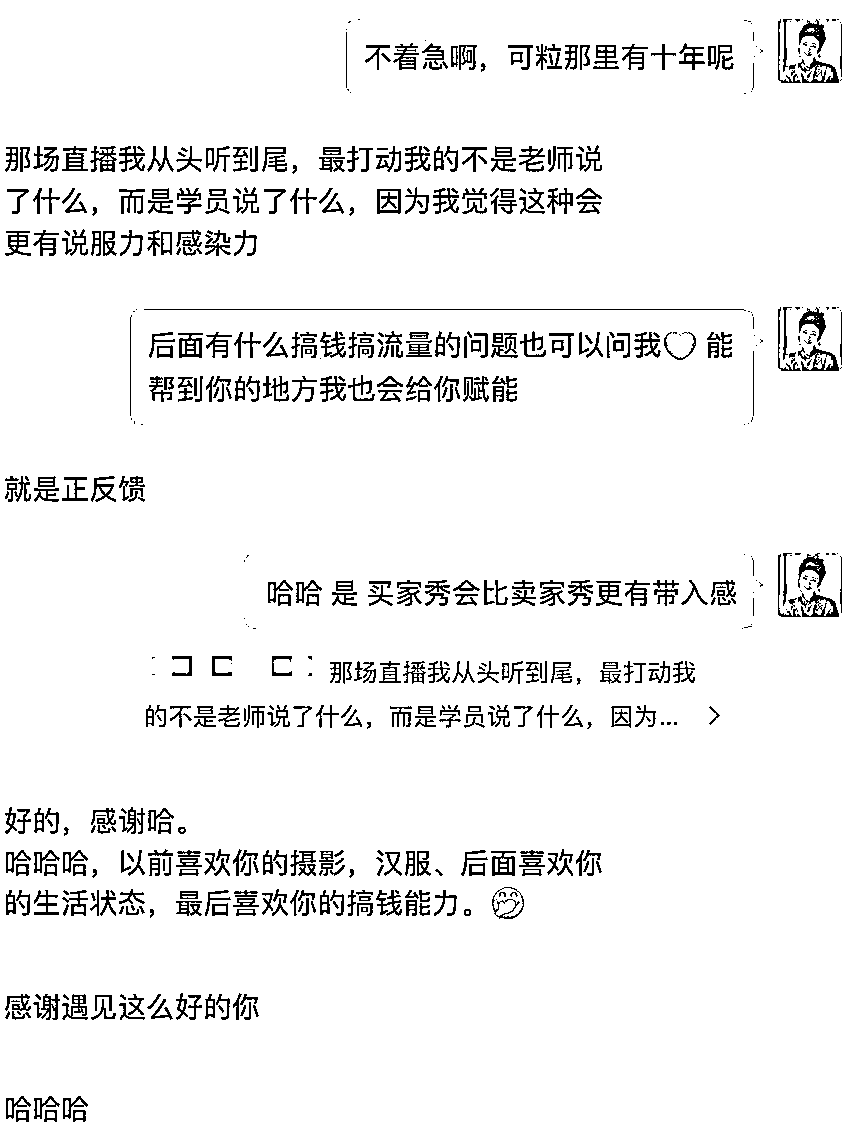 不着急啊，可粒那里有十年呢
那场直播我从头听到尾，最打动我的不是老师说
了什么，而是学员说了什么，因为我觉得这种会
更有说服力和感染力
后面有什么搞钱搞流量的问题也可以问我♡ 能
帮到你的地方我也会给你赋能
就是正反馈
哈哈 是 买家秀会比卖家秀更有带入感
那场直播我从头听到尾，最打动我
的不是老师说了什么，而是学员说了什么，因为...
好的，感谢哈。
哈哈哈，以前喜欢你的摄影，汉服、后面喜欢你
的生活状态，最后喜欢你的搞钱能力。🤭
感谢遇见这么好的你
哈哈哈